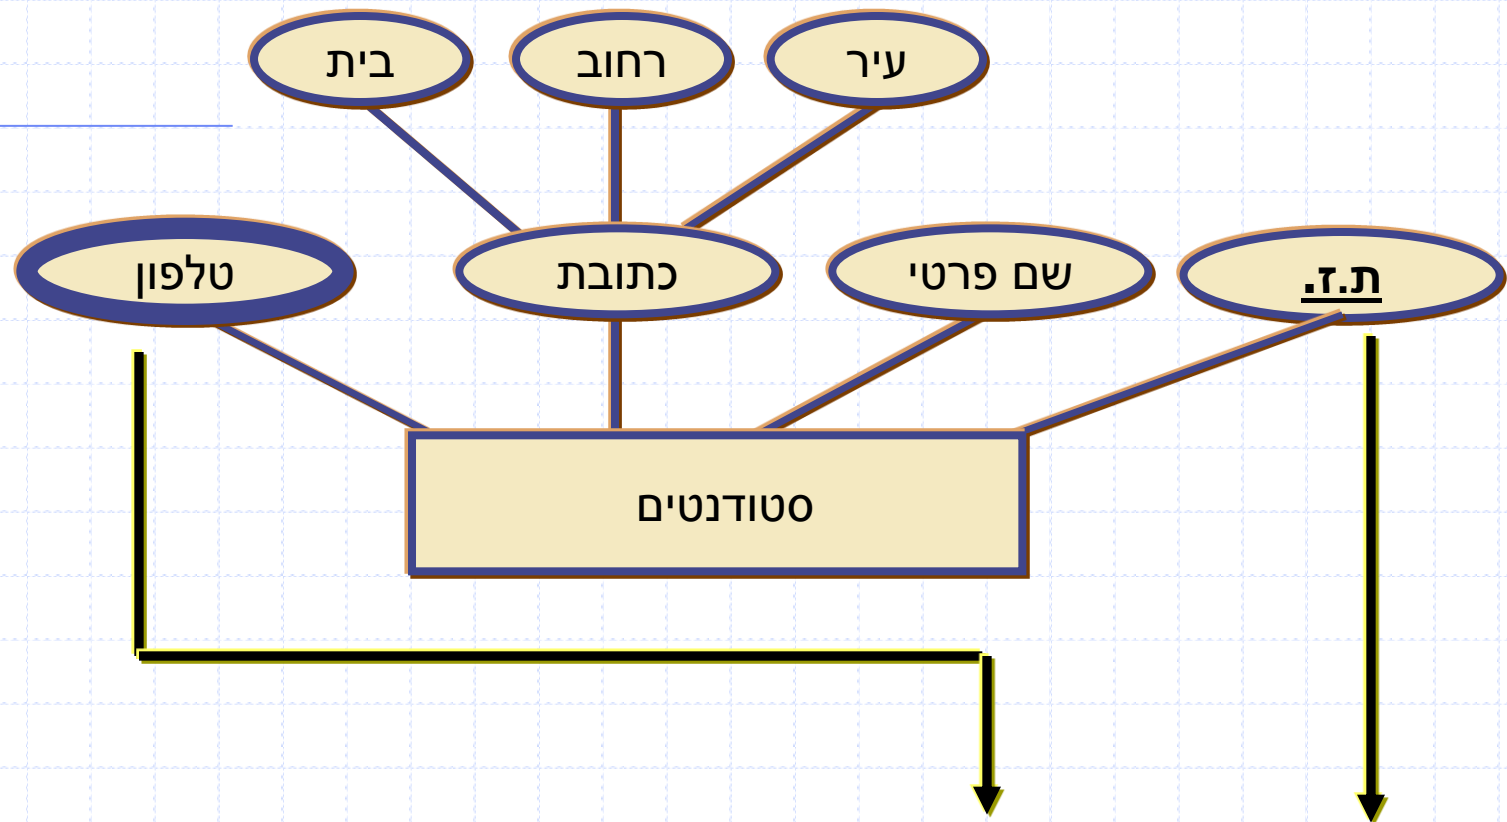 עיר
רחוב
בית
ת.ז.
שם פרטי
כתובת
טלפון
סטודנטים